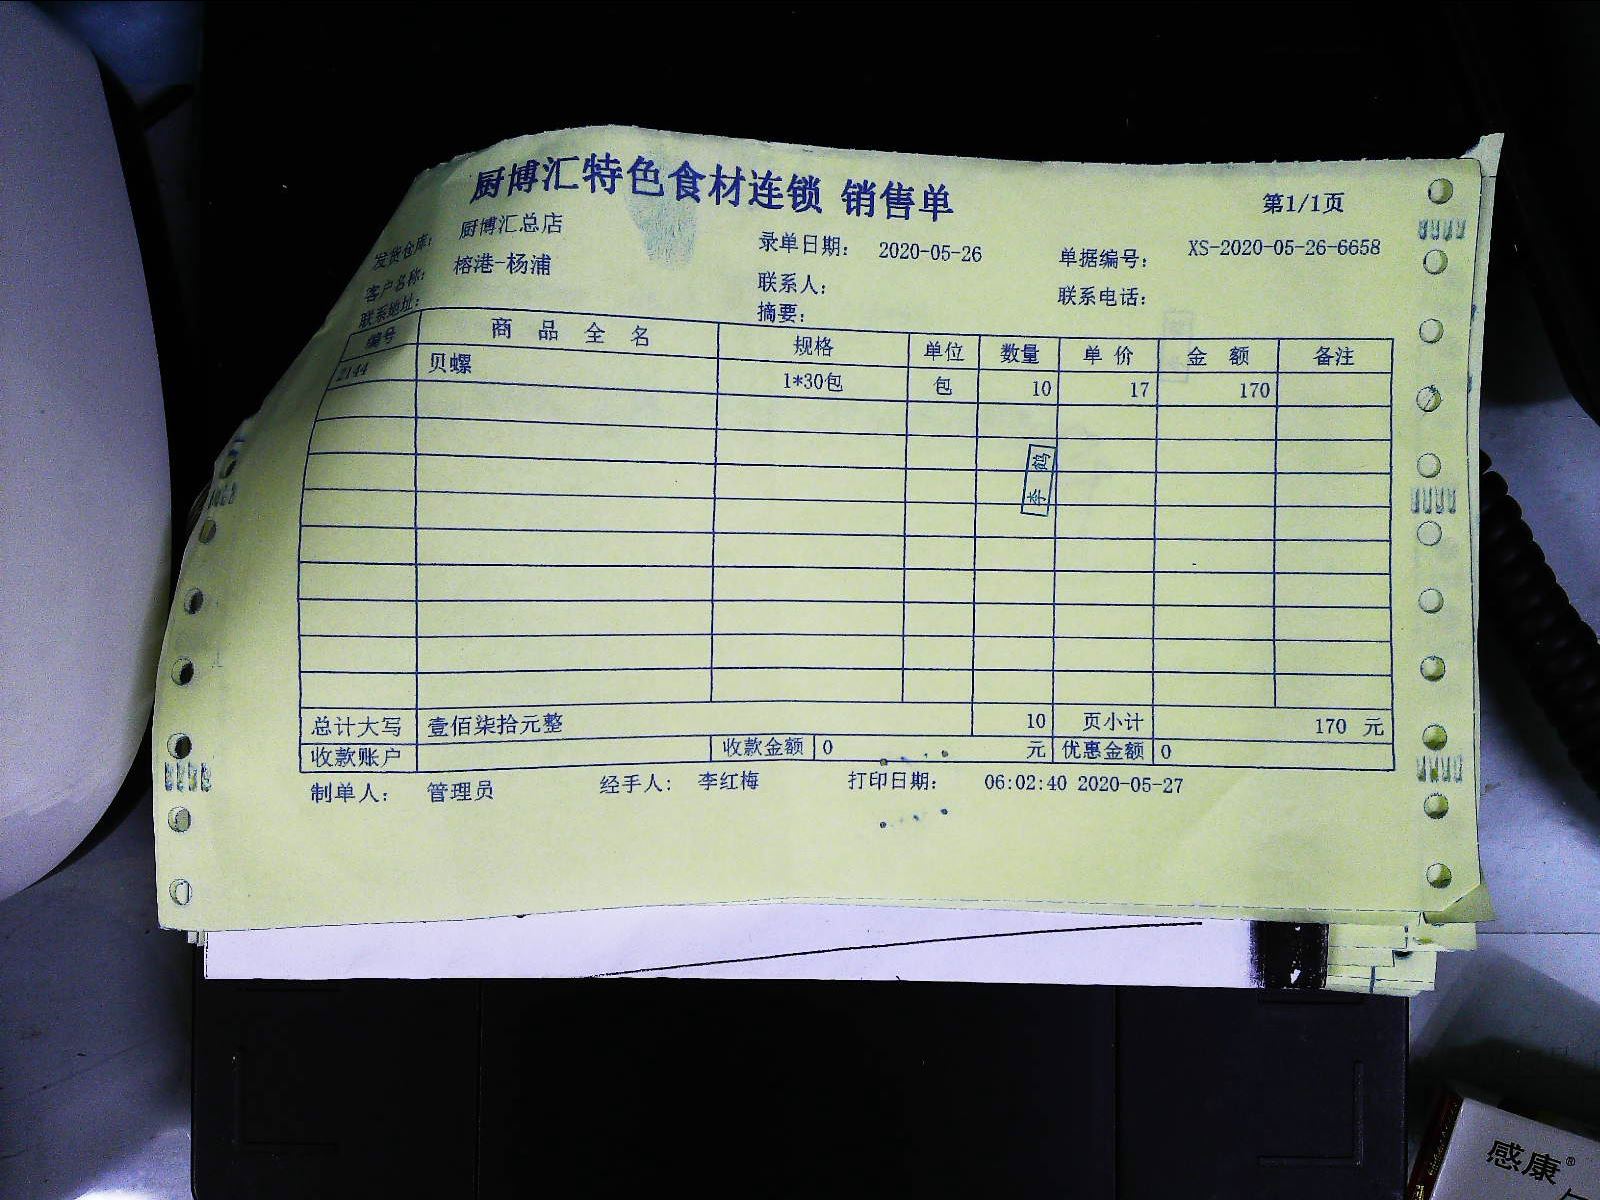 厨博汇特色食材连锁 销售单
第1/1页
发货仓库: 厨博汇总店 录单日期: 2020-05-26 单据编号: XS-2020-05-26-6658
客户名称: 榕港-杨浦 联系人: 联系电话:
联系地址: 摘要:
编号 商品全名 规格 单位 数量 单价 金额 备注
2144 贝螺 1*30包 包 10 17 170
李鹤
总计大写 壹佰柒拾元整 10 页小计 170 元
收款账户 收款金额 0 元 优惠金额 0
制单人: 管理员 经手人: 李红梅 打印日期: 06:02:40 2020-05-27
感康®